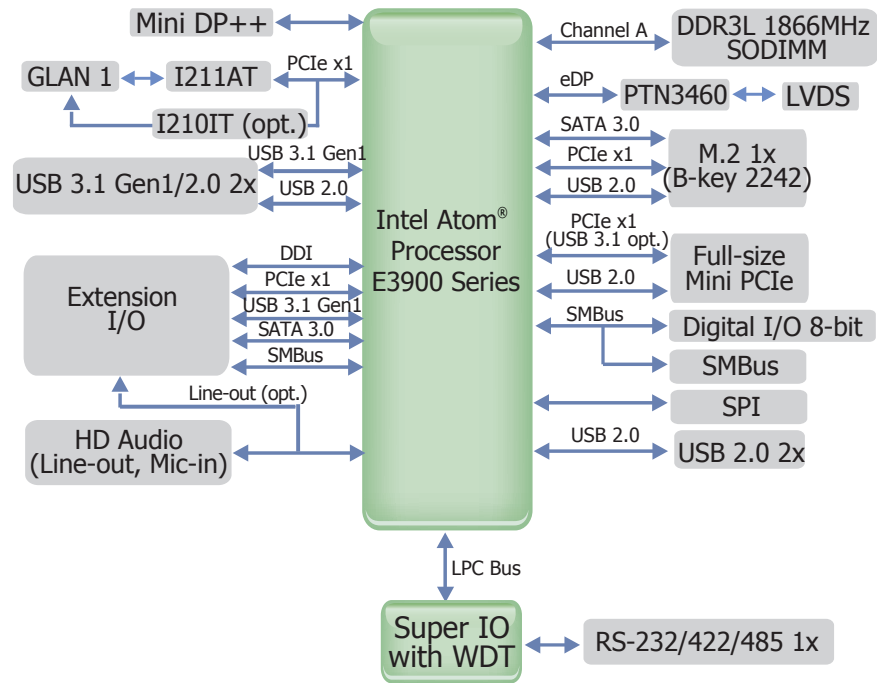 Mini DP++
GLAN 1
I211AT
PCIe x1
I210IT (opt.)
USB 3.1 Gen1/2.0 2x
USB 3.1 Gen1
USB 2.0
Extension
I/O
DDI
PCIe x1
USB 3.1 Gen1
SATA 3.0
SMBus
Line-out (opt.)
HD Audio
(Line-out, Mic-in)
Intel Atom®
Processor
E3900 Series
Channel A
DDR3L 1866MHz
SODIMM
eDP
PTN3460
LVDS
SATA 3.0
PCIe x1
USB 2.0
M.2 1x
(B-key 2242)
PCIe x1
(USB 3.1 opt.)
USB 2.0
Full-size
Mini PCIe
SMBus
Digital I/O 8-bit
SMBus
SPI
USB 2.0
USB 2.0 2x
LPC Bus
Super IO
with WDT
RS-232/422/485 1x